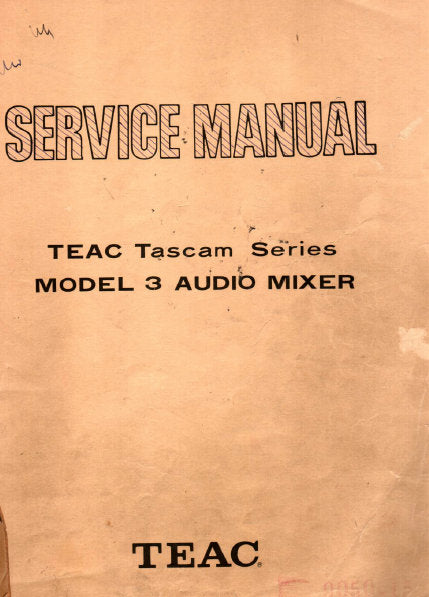 SERVICE MANUAL
TEAC Tascam Series
MODEL 3 AUDIO MIXER
TEAC®